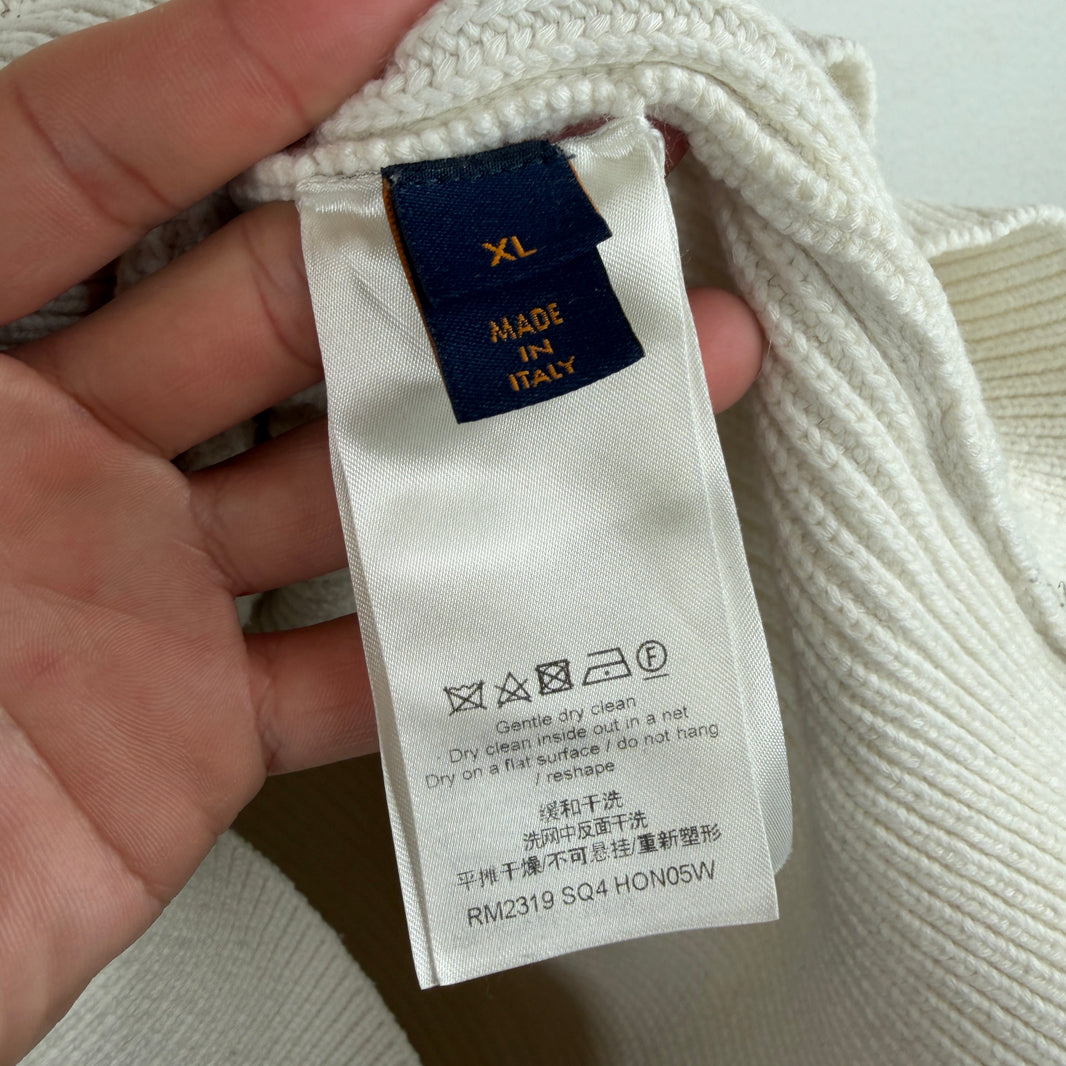 XL
MADE
IN
ITALY
F
Gentle dry clean
Dry clean inside out in a net
Dry on a flat surface / do not hang
/ reshape
缓和干洗
洗网中反面干洗
平摊干燥/不可悬挂/重新塑形
RM2319 SQ4 HON05W